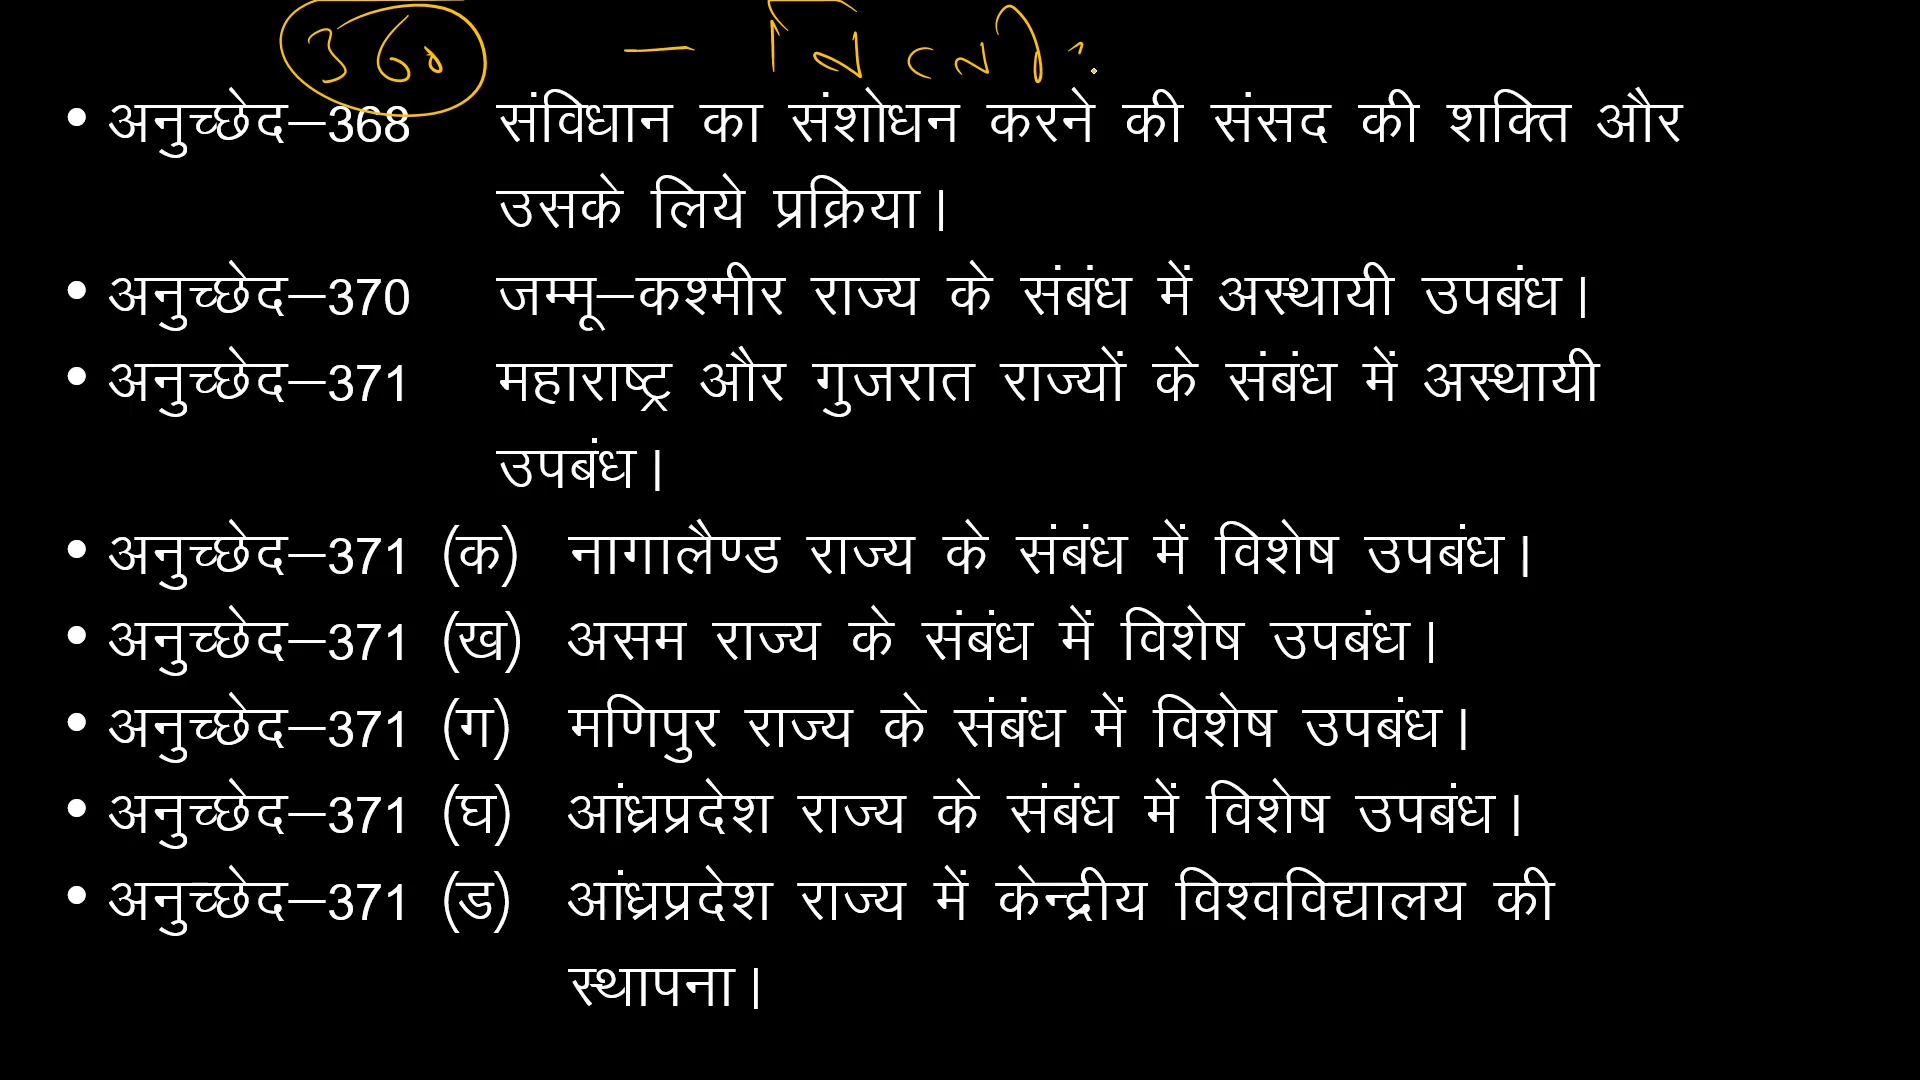 360 –
• अनुच्छेद–368 संविधान का संशोधन करने की संसद की शक्ति और
उसके लिये प्रक्रिया।
• अनुच्छेद–370 जम्मू–कश्मीर राज्य के संबंध में अस्थायी उपबंध।
• अनुच्छेद–371 महाराष्ट्र और गुजरात राज्यों के संबंध में अस्थायी
उपबंध।
• अनुच्छेद–371 (क) नागालैण्ड राज्य के संबंध में विशेष उपबंध।
• अनुच्छेद–371 (ख) असम राज्य के संबंध में विशेष उपबंध।
• अनुच्छेद–371 (ग) मणिपुर राज्य के संबंध में विशेष उपबंध।
• अनुच्छेद–371 (घ) आंध्रप्रदेश राज्य के संबंध में विशेष उपबंध।
• अनुच्छेद–371 (ड) आंध्रप्रदेश राज्य में केन्द्रीय विश्वविद्यालय की
स्थापना।